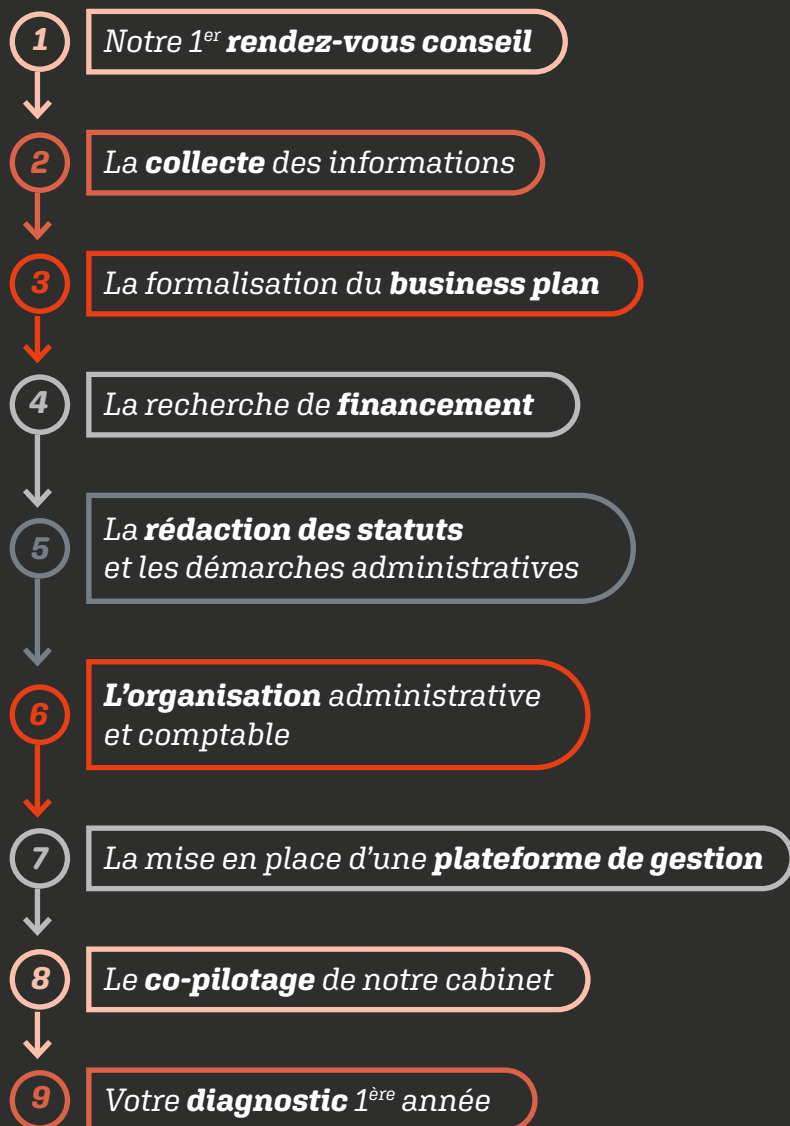 1
Notre 1er rendez-vous conseil
2
La collecte des informations
3
La formalisation du business plan
4
La recherche de financement
5
La rédaction des statuts
et les démarches administratives
6
L'organisation administrative
et comptable
7
La mise en place d'une plateforme de gestion
8
Le co-pilotage de notre cabinet
9
Votre diagnostic 1ère année